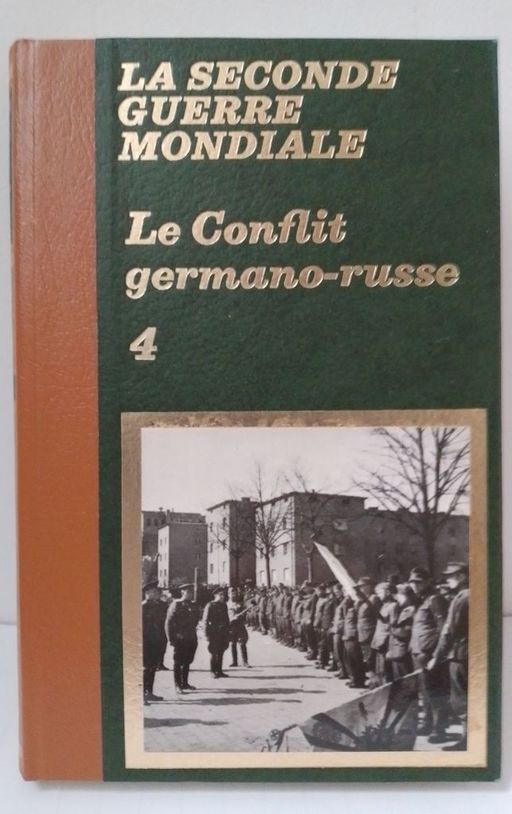 LA SECONDE
GUERRE
MONDIALE
Le Conflit
germano-russe
4